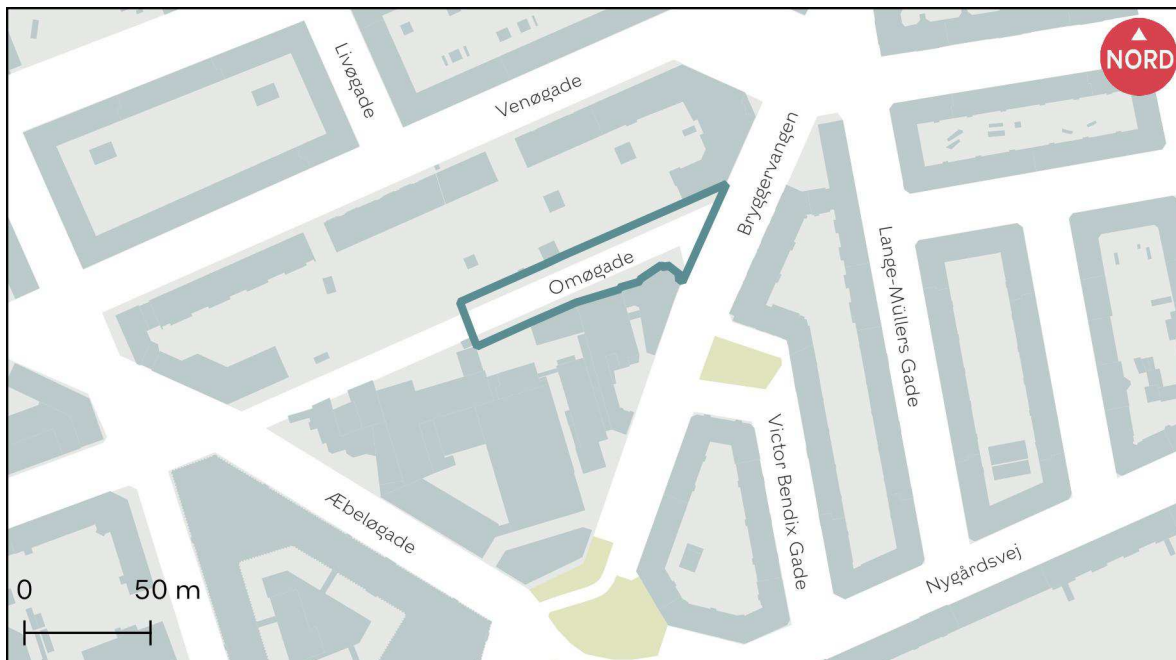 NORD
Livøgade
Venøgade
Bryggervangen
Omøgade
Lange-Müllers Gade
Victor Bendix Gade
Æbeløgade
Nygårdsvej
0 50 m